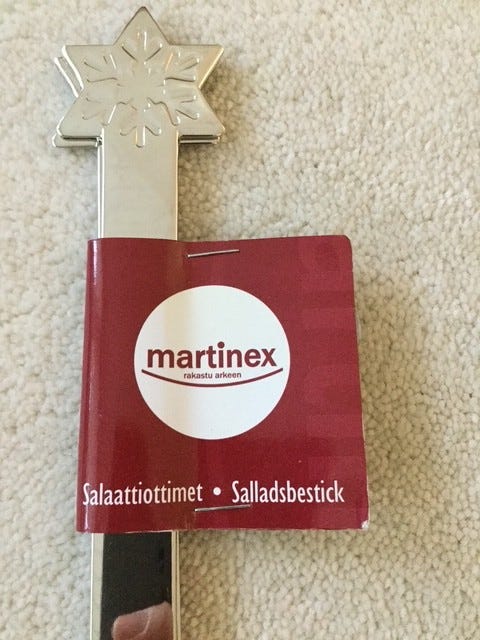 martinex
rakastu arkeen
Salaattiottimet • Salladsbestick